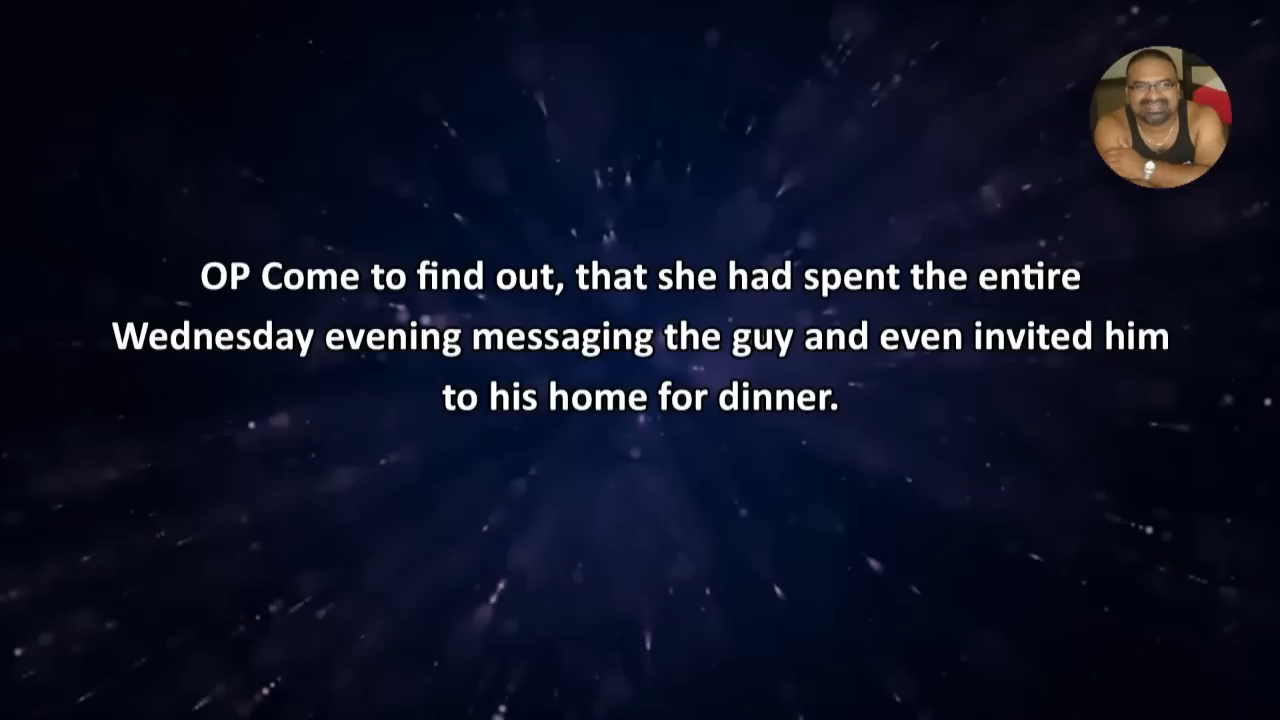 OP Come to find out, that she had spent the entire
Wednesday evening messaging the guy and even invited him
to his home for dinner.